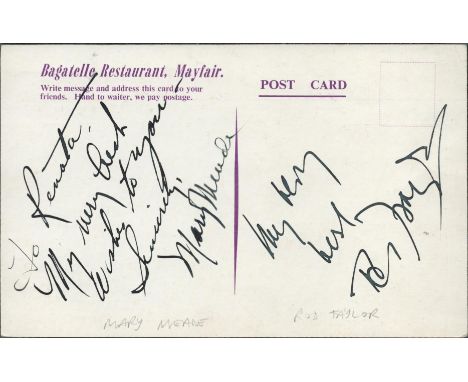 Bagatelle Restaurant, Mayfair.
Write message and address this card to your
friends. Hand to waiter, we pay postage.
POST CARD
To Renata.
My very best
wishes to you
Sincerely,
Mary Meade
My very
best
Rod Taylor
MARY MEADE
ROD TAYLOR